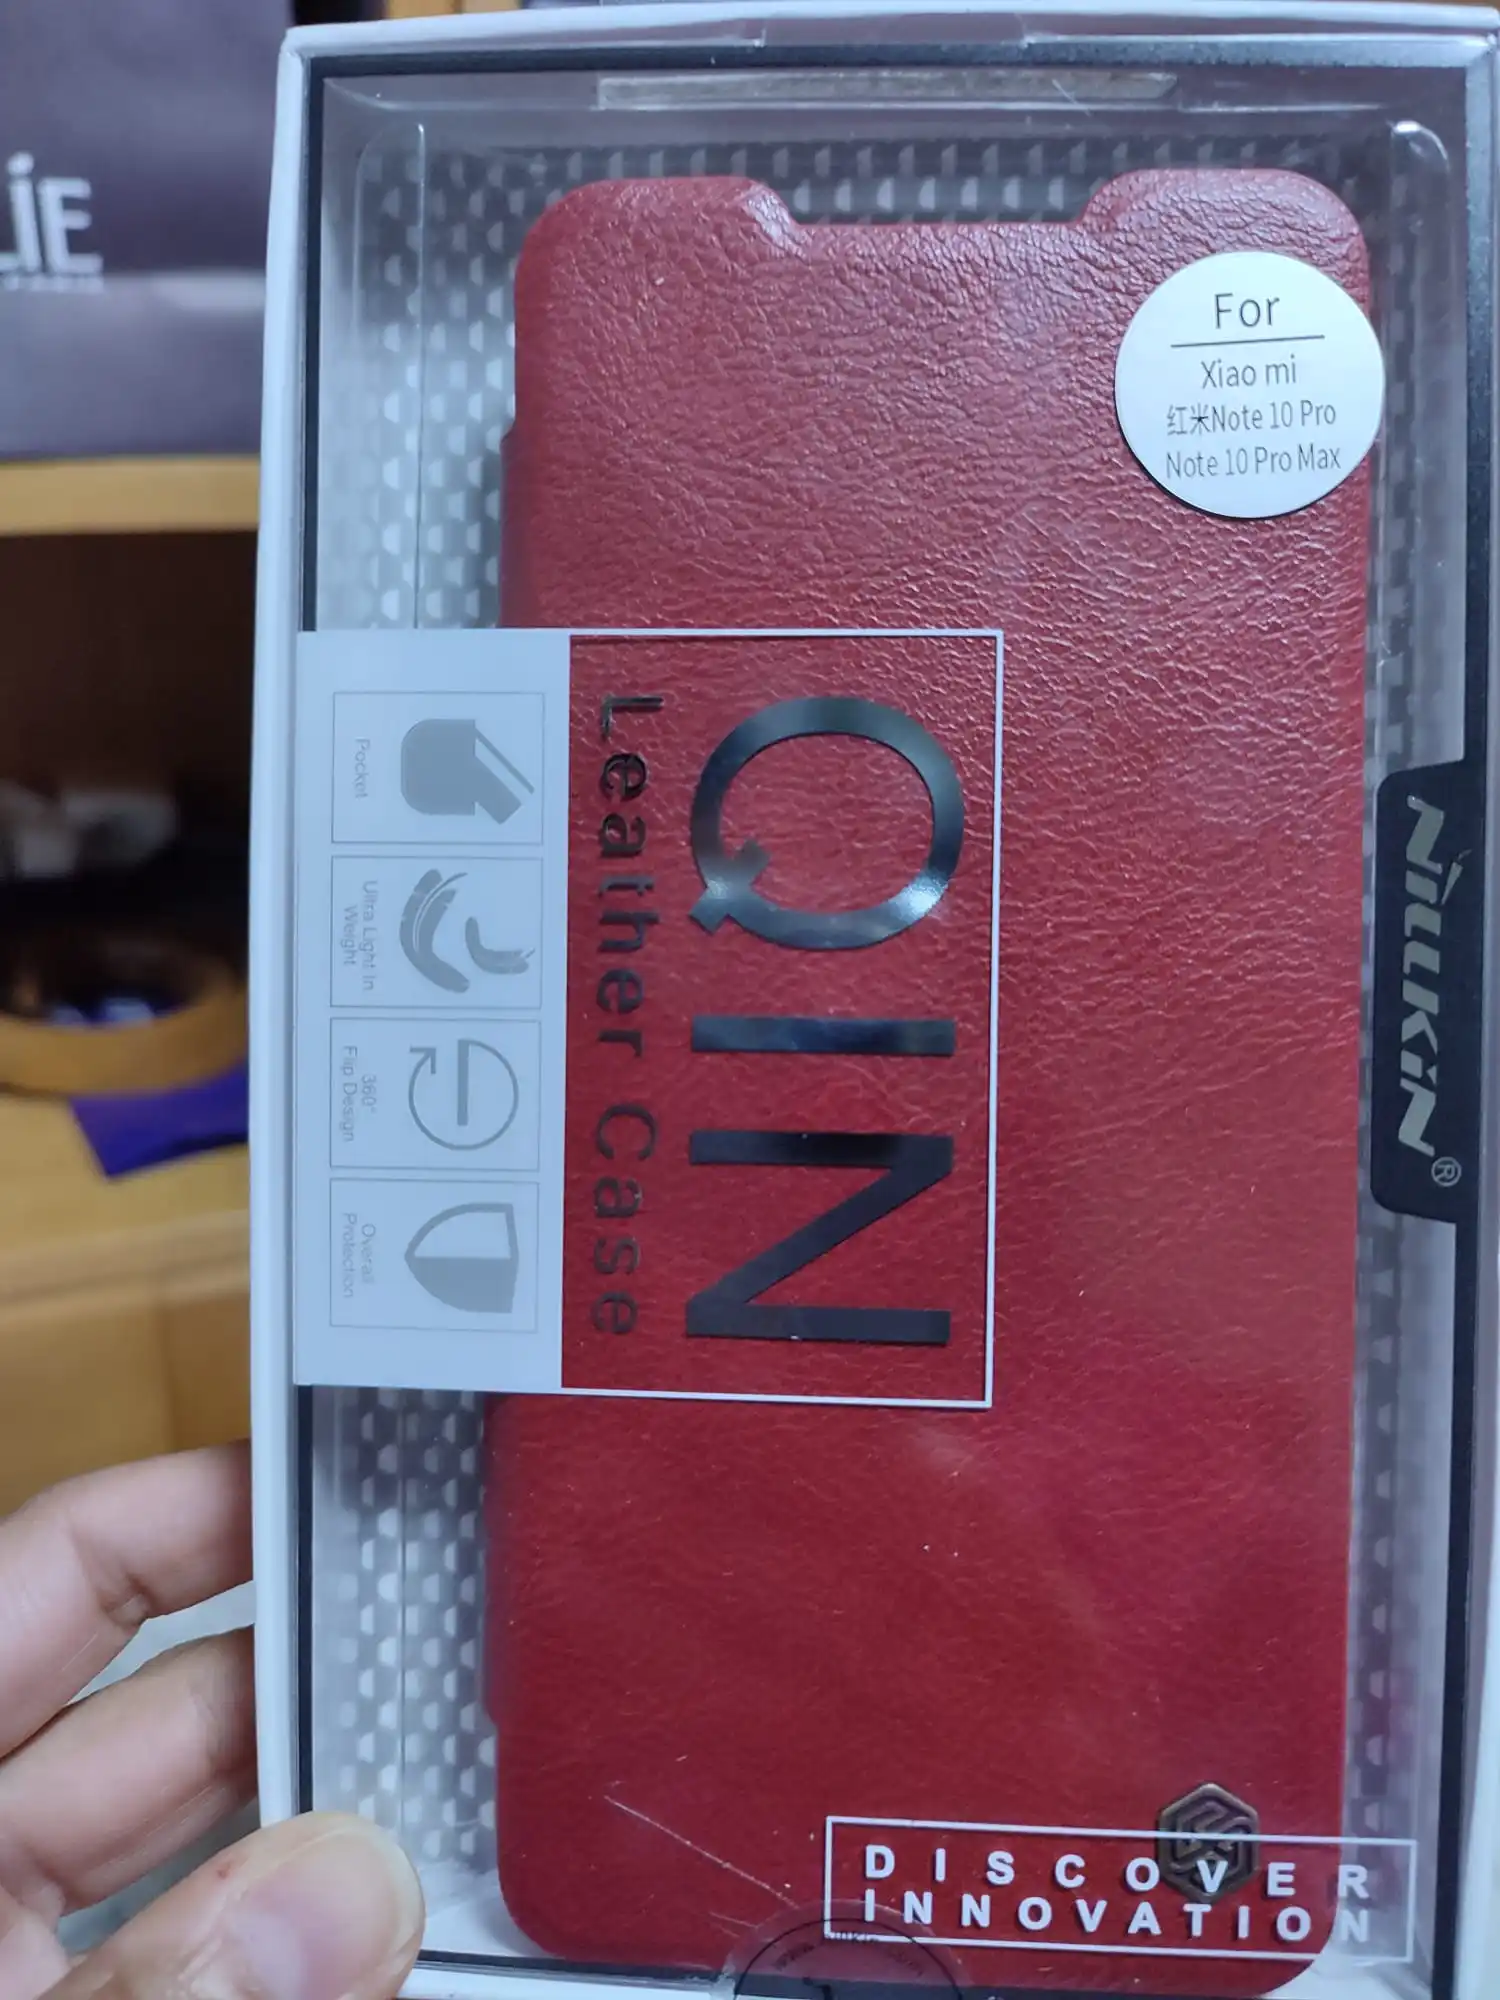 iE
For
Xiao mi
红米Note 10 Pro
Note 10 Pro Max
NILLKIN®
QIN
Leather Case
Pocket
Ultra Light In
Weight
360°
Flip Design
Overall
Protection
DISCOVER
INNOVATION